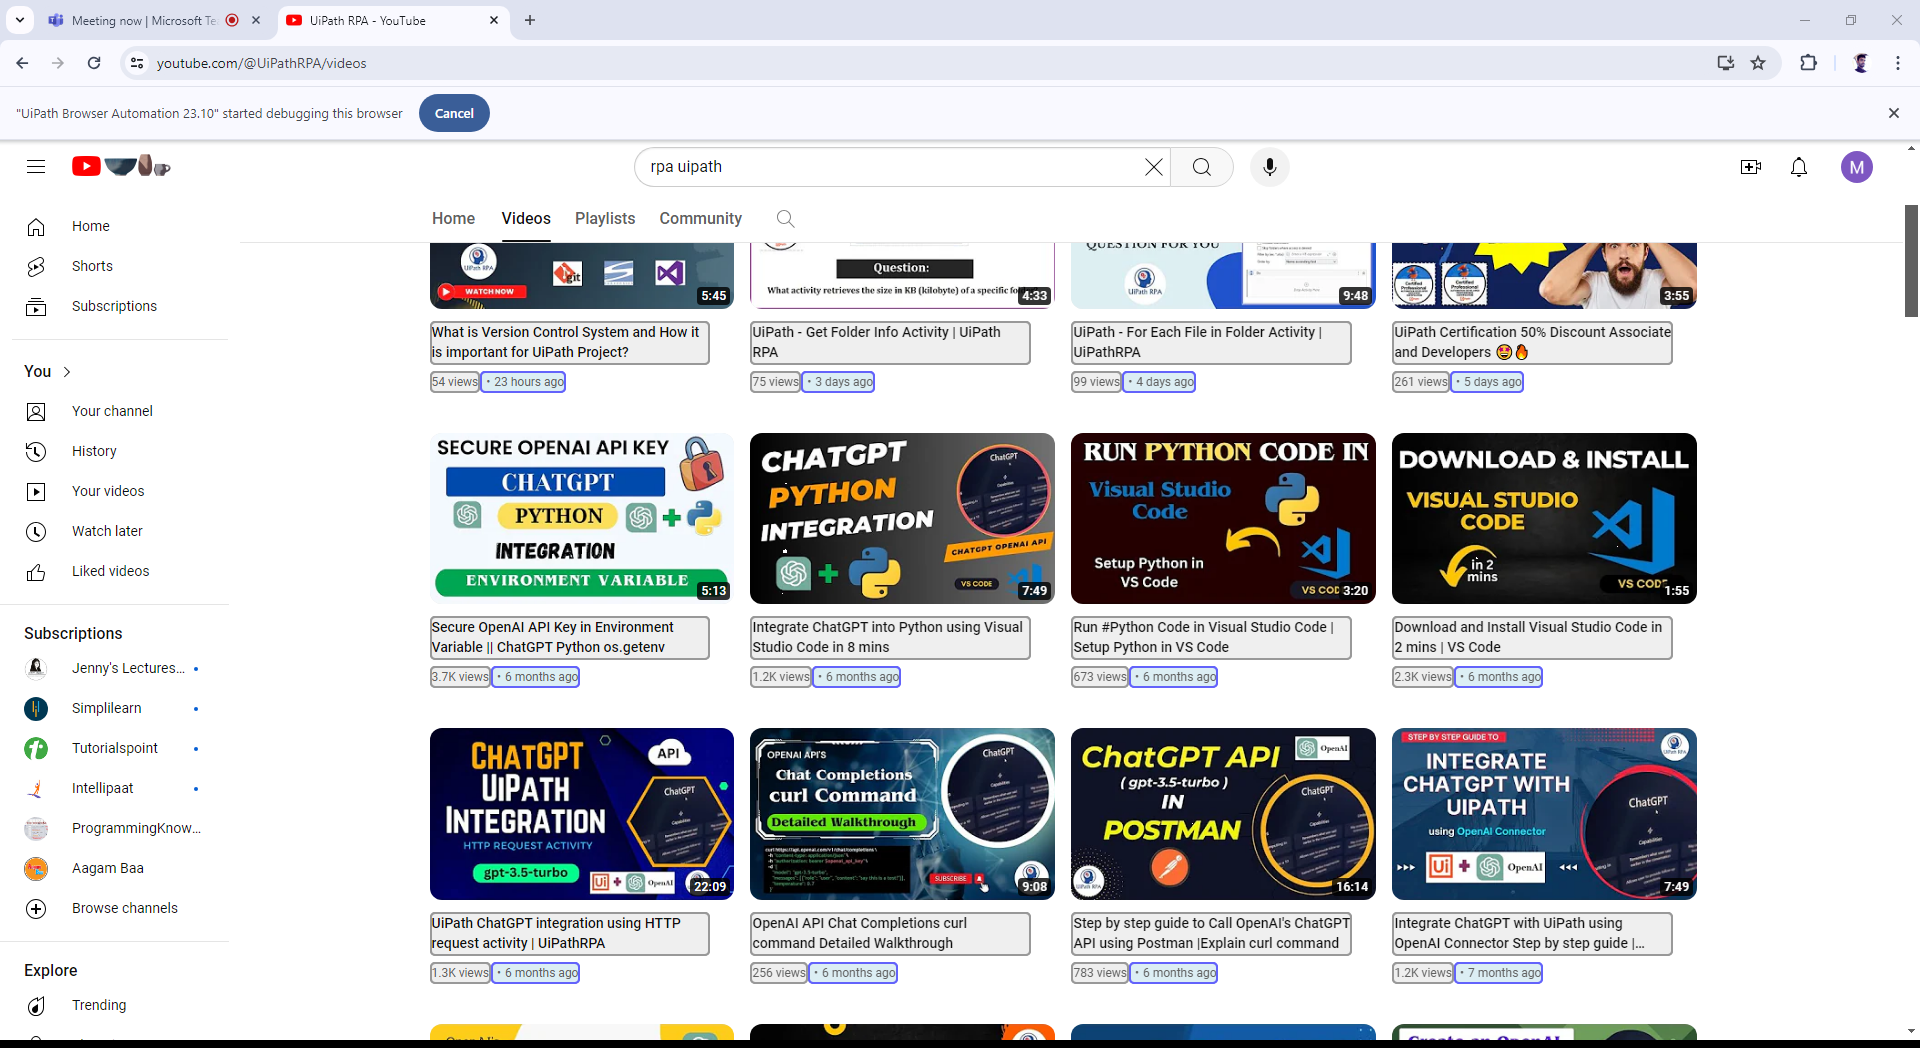 Meeting now | Microsoft Te
UiPath RPA - YouTube
youtube.com/@UiPathRPA/videos
"UiPath Browser Automation 23.10" started debugging this browser
Cancel
rpa uipath
M
Home
Videos
Playlists
Community
Home
Shorts
Subscriptions
You
Your channel
History
Your videos
Watch later
Liked videos
Subscriptions
Jenny's Lectures...
Simplilearn
Tutorialspoint
Intellipaat
ProgrammingKnow...
Aagam Baa
Browse channels
Explore
Trending
UiPath RPA
WATCH NOW
git
5:45
Question:
What activity retrieves the size in KB (kilobyte) of a specific fo
4:33
QUESTION FOR YOU
UiPath RPA
9:48
3:55
What is Version Control System and How it
is important for UiPath Project?
54 views • 23 hours ago
UiPath - Get Folder Info Activity | UiPath
RPA
75 views • 3 days ago
UiPath - For Each File in Folder Activity |
UiPathRPA
99 views • 4 days ago
UiPath Certification 50% Discount Associate
and Developers 🤩🔥
261 views • 5 days ago
SECURE OPENAI API KEY
CHATGPT
PYTHON
INTEGRATION
ENVIRONMENT VARIABLE
5:13
CHATGPT
PYTHON
INTEGRATION
ChatGPT
CHATGPT OPENAI API
VS CODE
7:49
RUN PYTHON CODE IN
Visual Studio
Code
Setup Python in
VS Code
VS COD
3:20
DOWNLOAD & INSTALL
VISUAL STUDIO
CODE
in 2
mins
VS CODE
1:55
Secure OpenAI API Key in Environment
Variable || ChatGPT Python os.getenv
3.7K views • 6 months ago
Integrate ChatGPT into Python using Visual
Studio Code in 8 mins
1.2K views • 6 months ago
Run #Python Code in Visual Studio Code |
Setup Python in VS Code
673 views • 6 months ago
Download and Install Visual Studio Code in
2 mins | VS Code
2.3K views • 6 months ago
CHATGPT
UIPATH
INTEGRATION
HTTP REQUEST ACTIVITY
gpt-3.5-turbo
API
ChatGPT
OpenAI
22:09
OPENAI API'S
Chat Completions
curl Command
Detailed Walkthrough
ChatGPT
SUBSCRIBE
9:08
ChatGPT API
( gpt-3.5-turbo )
IN
POSTMAN
OpenAI
ChatGPT
UiPath RPA
16:14
STEP BY STEP GUIDE TO
INTEGRATE
CHATGPT WITH
UIPATH
using OpenAI Connector
Ui + OpenAI
ChatGPT
7:49
UiPath ChatGPT integration using HTTP
request activity | UiPathRPA
1.3K views • 6 months ago
OpenAI API Chat Completions curl
command Detailed Walkthrough
256 views • 6 months ago
Step by step guide to Call OpenAI's ChatGPT
API using Postman |Explain curl command
783 views • 6 months ago
Integrate ChatGPT with UiPath using
OpenAI Connector Step by step guide |...
1.2K views • 7 months ago